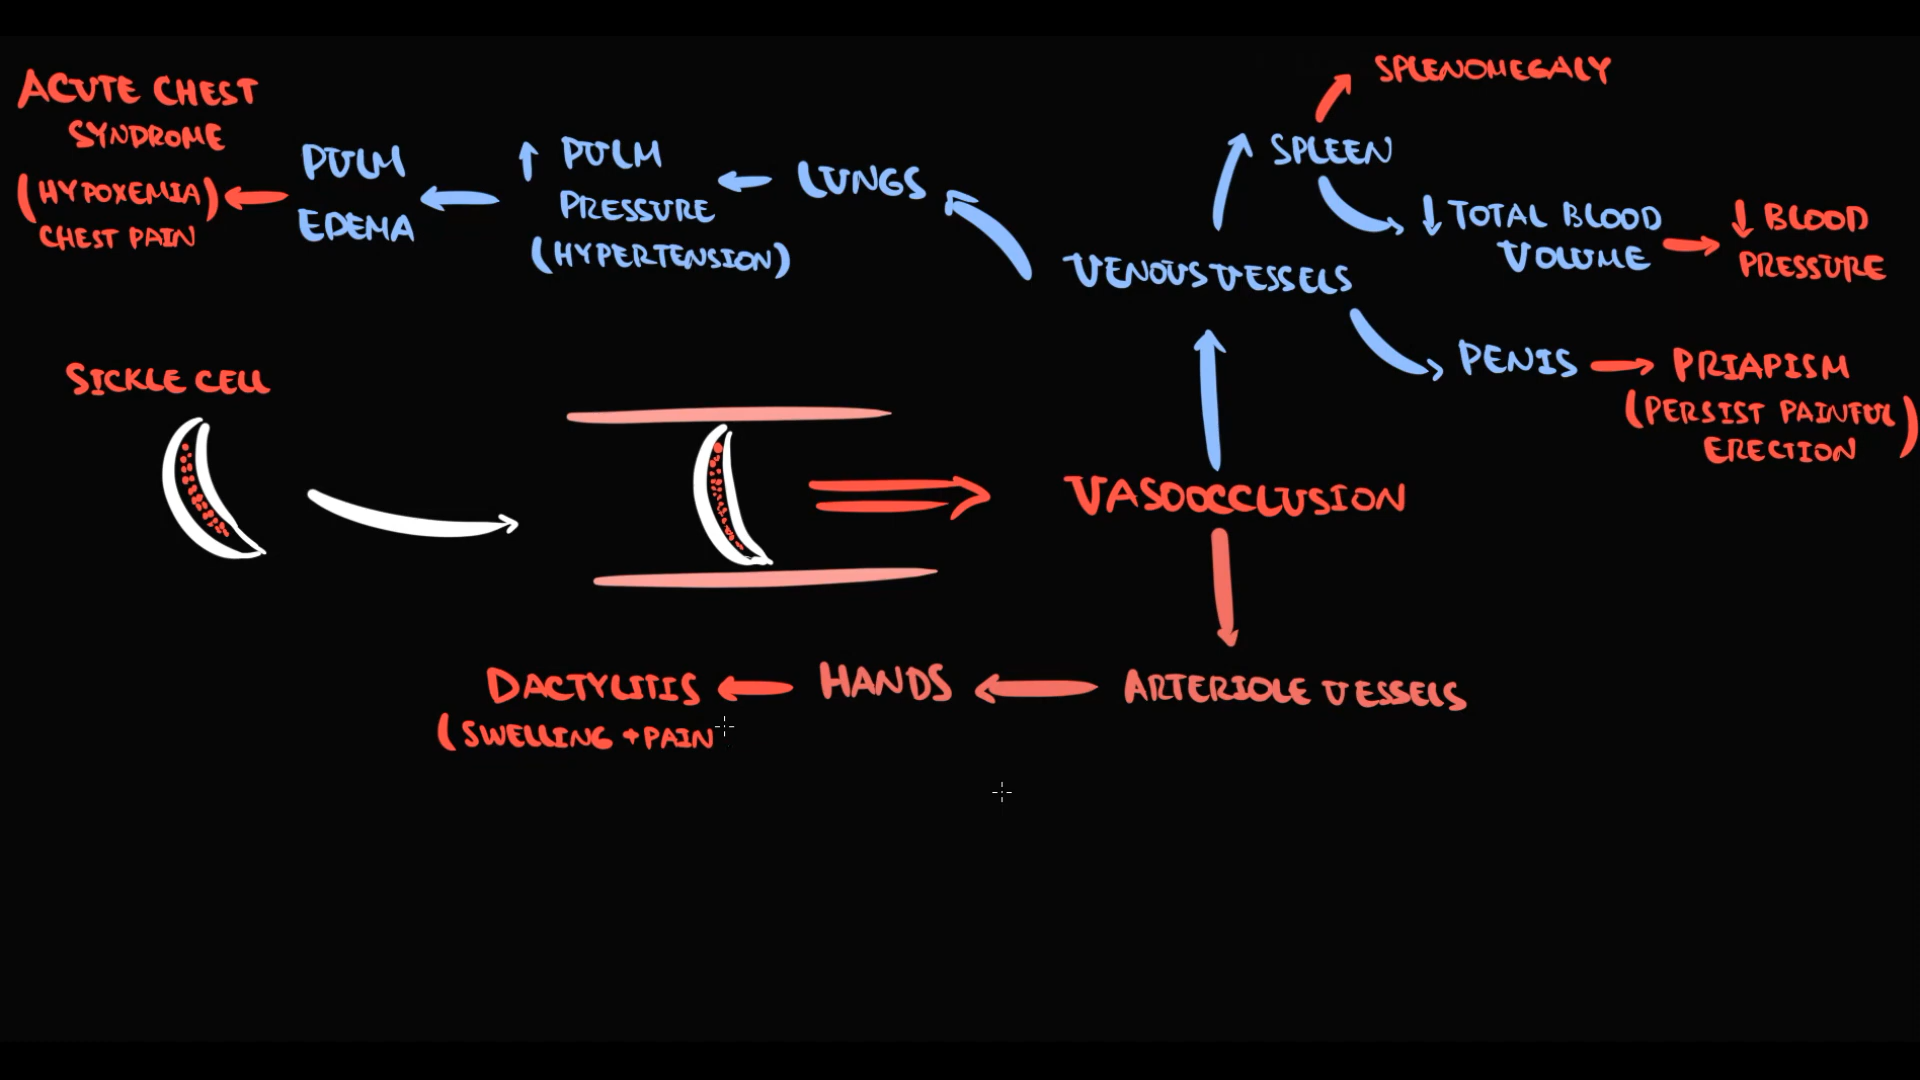 ACUTE CHEST
SYNDROME
(HYPOXEMIA)
CHEST PAIN
PULM
EDEMA
↑ PULM
PRESSURE
(HYPERTENSION)
LUNGS
VENOUS VESSELS
SPLEEN
SPLENOMEGALY
↓ TOTAL BLOOD
VOLUME
↓ BLOOD
PRESSURE
PENIS
PRIAPISM
(PERSIST PAINFUL
ERECTION)
SICKLE CELL
VASOOCCLUSION
ARTERIOLE VESSELS
HANDS
DACTYLITIS
(SWELLING + PAIN